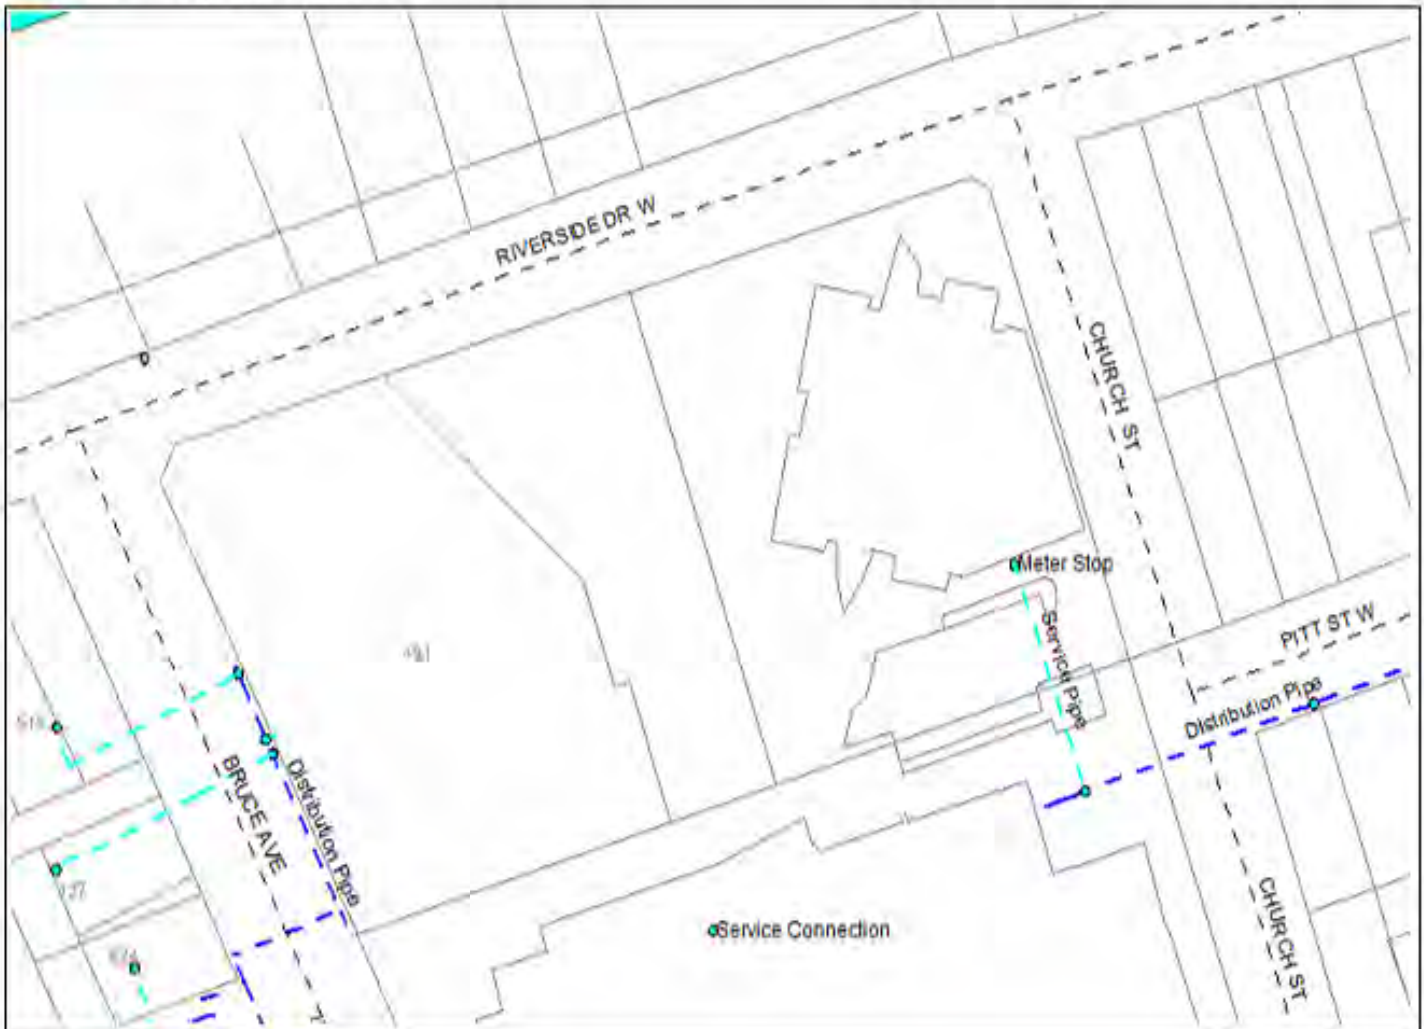 RIVERSIDE DR W
CHURCH ST
Meter Stop
Service Pipe
PITT ST W
Distribution Pipe
BRUCE AVE
Distribution Pipe
Service Connection
CHURCH ST